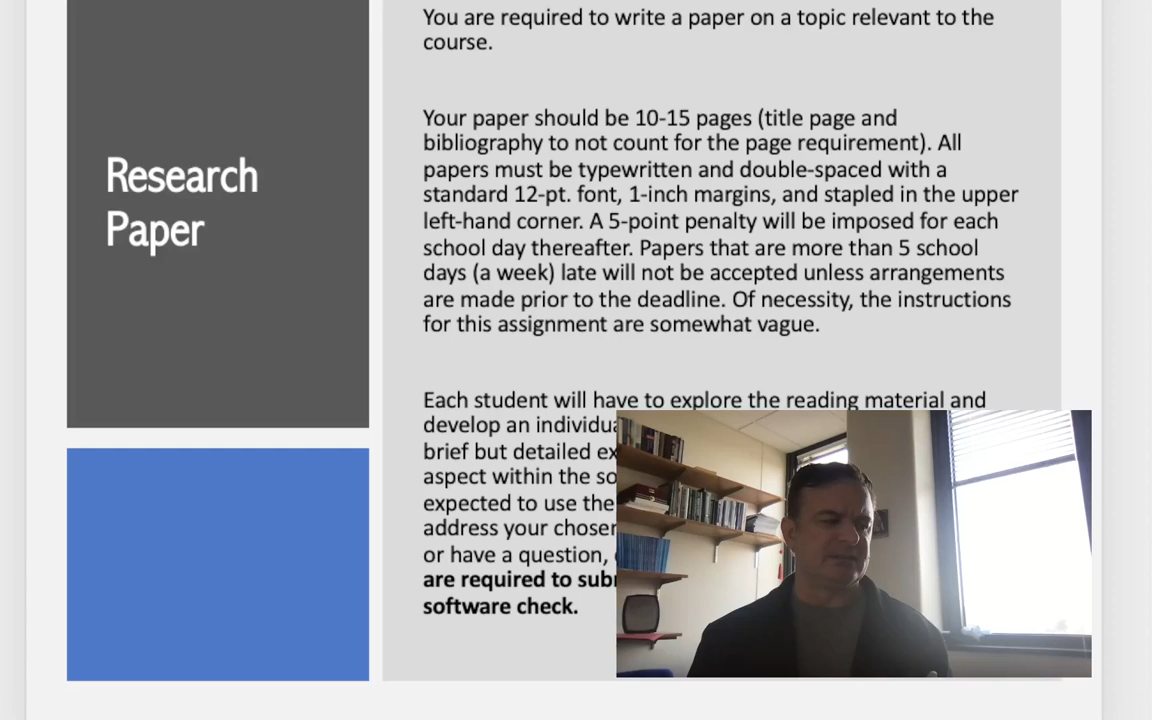 Research
Paper
You are required to write a paper on a topic relevant to the
course.
Your paper should be 10-15 pages (title page and
bibliography to not count for the page requirement). All
papers must be typewritten and double-spaced with a
standard 12-pt. font, 1-inch margins, and stapled in the upper
left-hand corner. A 5-point penalty will be imposed for each
school day thereafter. Papers that are more than 5 school
days (a week) late will not be accepted unless arrangements
are made prior to the deadline. Of necessity, the instructions
for this assignment are somewhat vague.
Each student will have to explore the reading material and
develop an
brief but detailed
aspect within the
expected to use the
address your
or have a question,
are required to
software check.